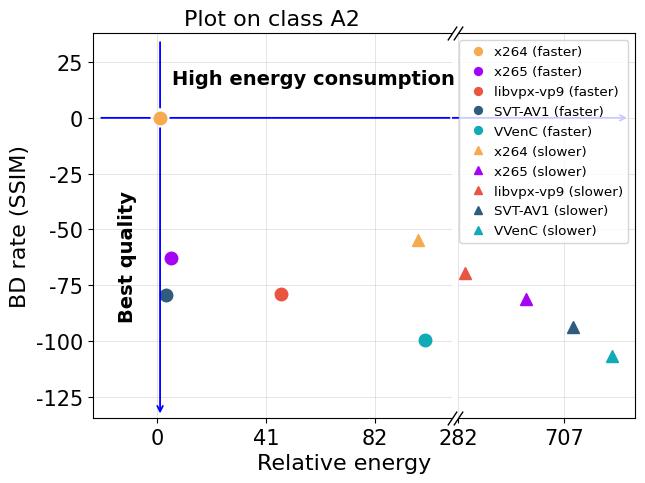 Plot on class A2
High energy consumption
Best quality
BD rate (SSIM)
25
0
-25
-50
-75
-100
-125
x264 (faster)
x265 (faster)
libvpx-vp9 (faster)
SVT-AV1 (faster)
VVenC (faster)
x264 (slower)
x265 (slower)
libvpx-vp9 (slower)
SVT-AV1 (slower)
VVenC (slower)
0 41 82 282 707
Relative energy